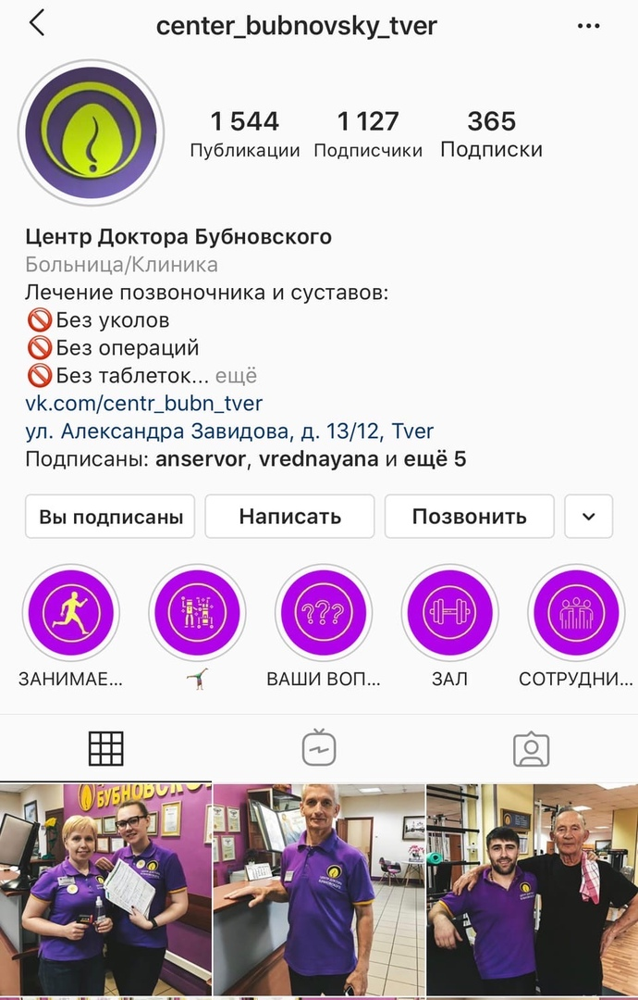 center_bubnovsky_tver
1 544 1 127 365
Публикации Подписчики Подписки
Центр Доктора Бубновского
Больница/Клиника
Лечение позвоночника и суставов:
🚫Без уколов
🚫Без операций
🚫Без таблеток... ещё
vk.com/centr_bubn_tver
ул. Александра Завидова, д. 13/12, Tver
Подписаны: anservor, vrednayana и ещё 5
Вы подписаны Написать Позвонить
???
ЗАНИМАЕ... ВАШИ ВОП... ЗАЛ СОТРУДНИ...